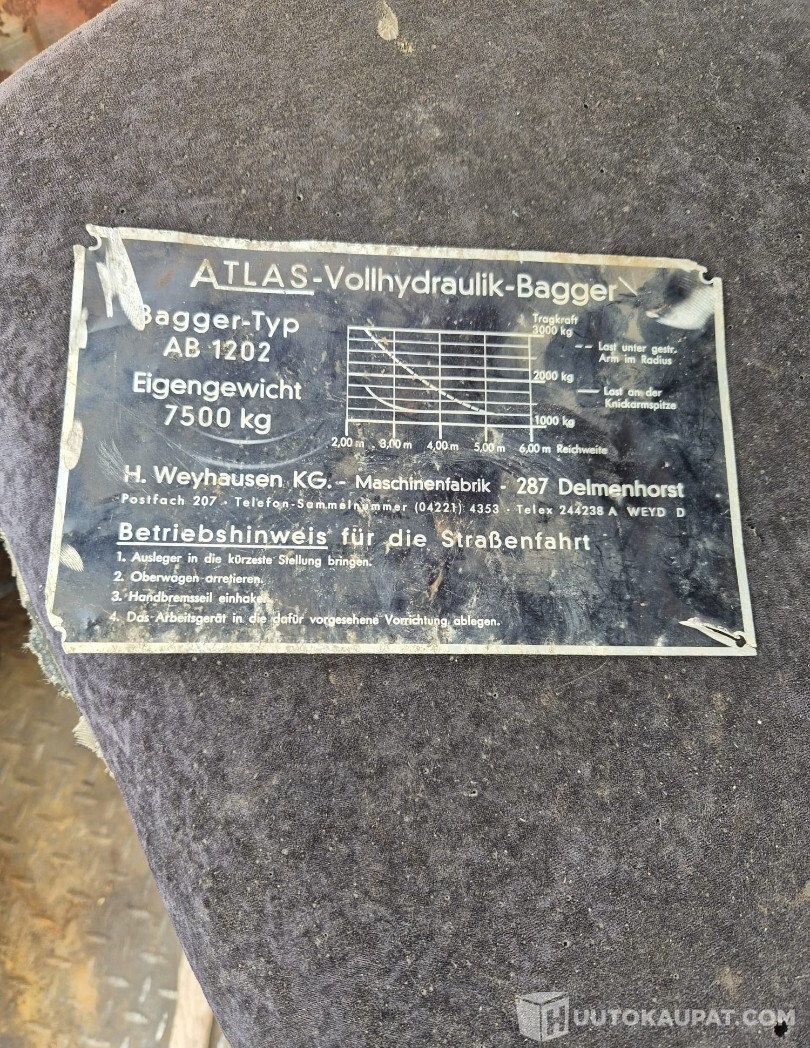 ATLAS-Vollhydraulik-Bagger
Bagger-Typ
AB 1202
Eigengewicht
7500 kg
Tragkraft
3000 kg
2000 kg
1000 kg
Last unter gestr.
Arm im Radius
Last an der
Knickarmspitze
2,00 m 3,00 m 4,00 m 5,00 m 6,00 m Reichweite
H. Weyhausen KG. - Maschinenfabrik - 287 Delmenhorst
Postfach 207 - Telefon-Sammelnummer (04221) 4353 - Telex 244238 A WEYD D
Betriebshinweis für die Straßenfahrt
1. Ausleger in die kürzeste Stellung bringen.
2. Oberwagen arretieren.
3. Handbremsseil einhaken
4. Das Arbeitsgerät in die dafür vorgesehene Vorrichtung ablegen.
HUUTOKAUPAT.COM